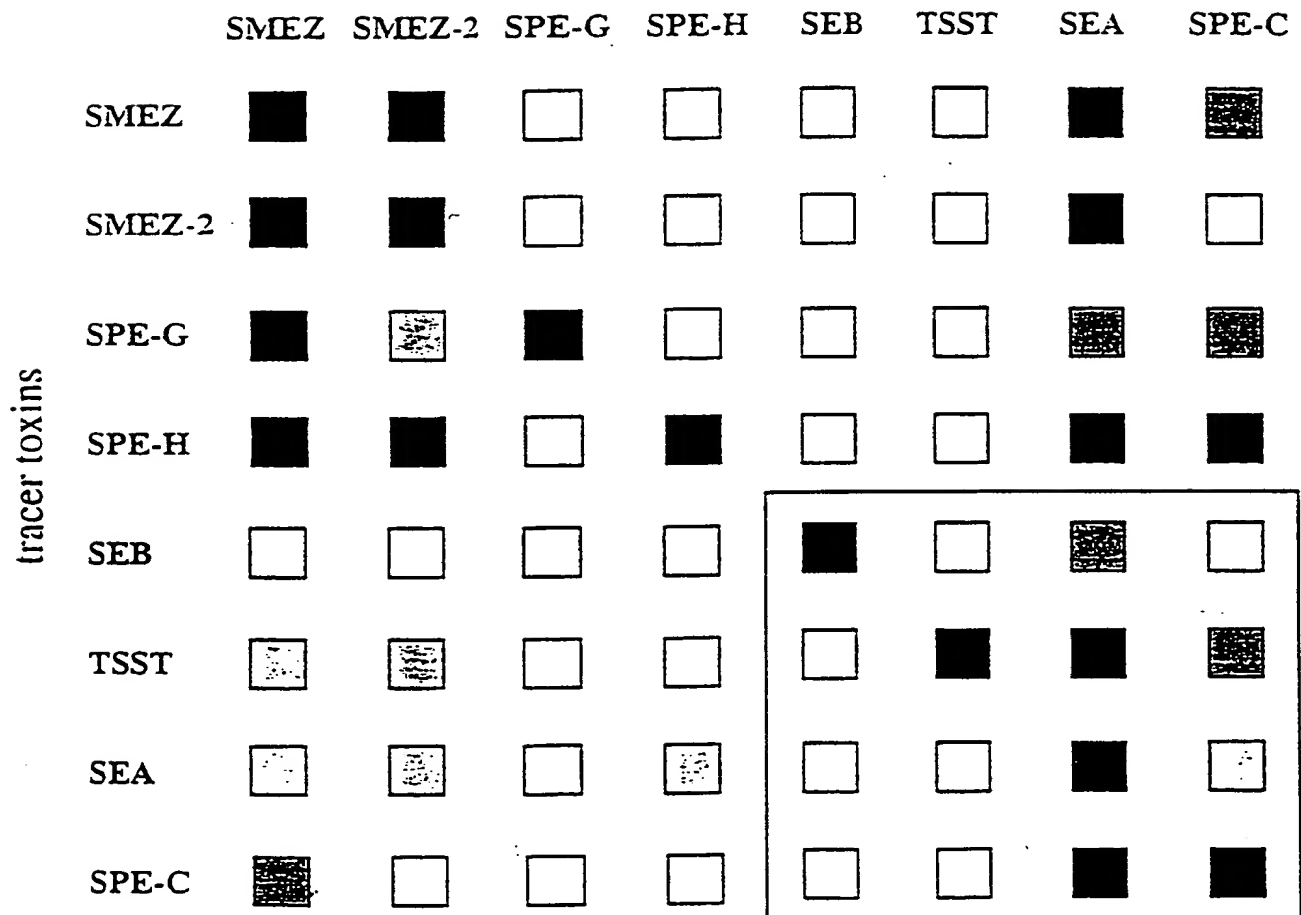 SMEZ SMEZ-2 SPE-G SPE-H SEB TSST SEA SPE-C
SMEZ
SMEZ-2
SPE-G
SPE-H
SEB
TSST
SEA
SPE-C
tracer toxins